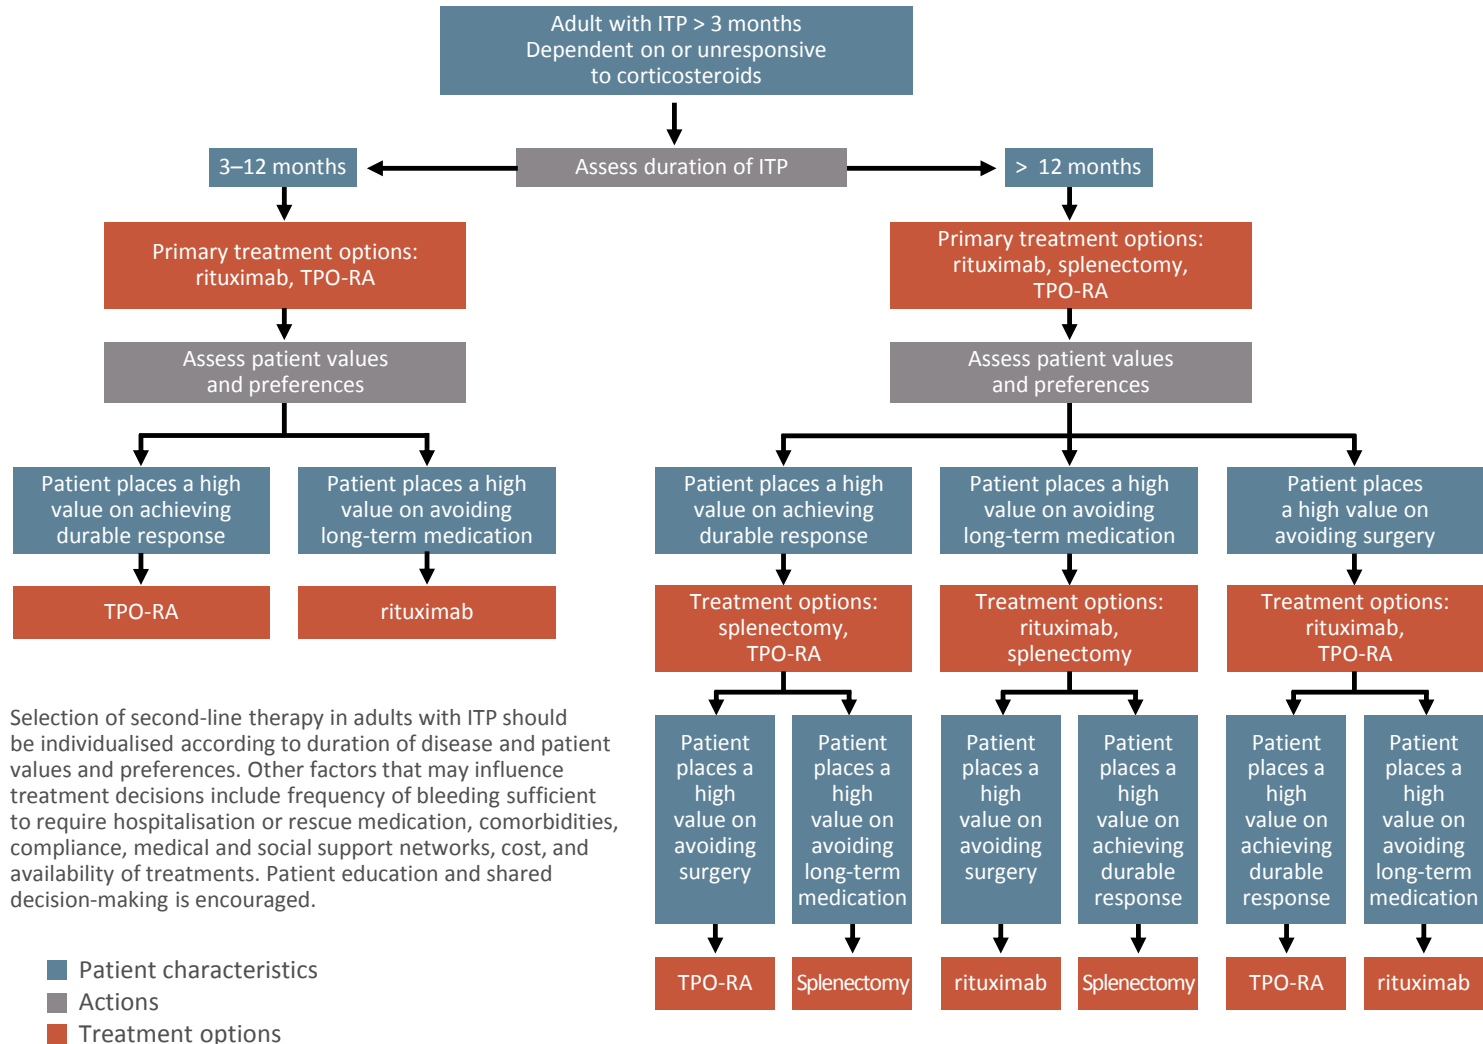 Adult with ITP > 3 months
Dependent on or unresponsive
to corticosteroids
3–12 months
Assess duration of ITP
> 12 months
Primary treatment options:
rituximab, TPO-RA
Primary treatment options:
rituximab, splenectomy,
TPO-RA
Assess patient values
and preferences
Assess patient values
and preferences
Patient places a high
value on achieving
durable response
Patient places a high
value on avoiding
long-term medication
Patient places a high
value on achieving
durable response
Patient places a high
value on avoiding
long-term medication
Patient places
a high value on
avoiding surgery
TPO-RA
rituximab
Treatment options:
splenectomy,
TPO-RA
Treatment options:
rituximab,
splenectomy
Treatment options:
rituximab,
TPO-RA
Patient
places a
high
value on
avoiding
surgery
Patient
places a
high
value on
avoiding
long-term
medication
Patient
places a
high
value on
avoiding
surgery
Patient
places a
high
value on
achieving
durable
response
Patient
places a
high
value on
achieving
durable
response
Patient
places a
high
value on
avoiding
long-term
medication
TPO-RA
Splenectomy
rituximab
Splenectomy
TPO-RA
rituximab
Selection of second-line therapy in adults with ITP should
be individualised according to duration of disease and patient
values and preferences. Other factors that may influence
treatment decisions include frequency of bleeding sufficient
to require hospitalisation or rescue medication, comorbidities,
compliance, medical and social support networks, cost, and
availability of treatments. Patient education and shared
decision-making is encouraged.
Patient characteristics
Actions
Treatment options